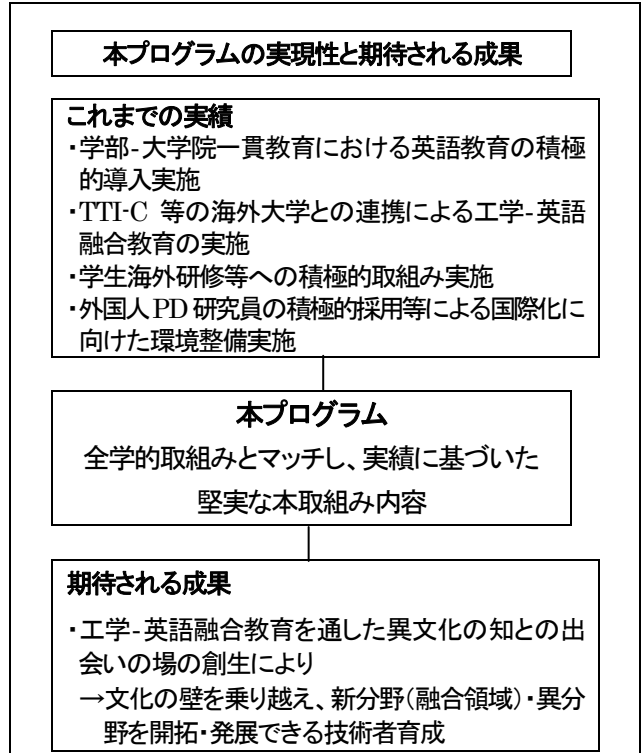 本プログラムの実現性と期待される成果
これまでの実績
・学部-大学院一貫教育における英語教育の積極
的導入実施
・TTI-C 等の海外大学との連携による工学-英語
融合教育の実施
・学生海外研修等への積極的取組み実施
・外国人PD研究員の積極的採用等による国際化に
向けた環境整備実施
本プログラム
全学的取組みとマッチし、実績に基づいた
堅実な本取組み内容
期待される成果
・工学-英語融合教育を通した異文化の知との出
会いの場の創生により
→文化の壁を乗り越え、新分野(融合領域)・異分
野を開拓・発展できる技術者育成